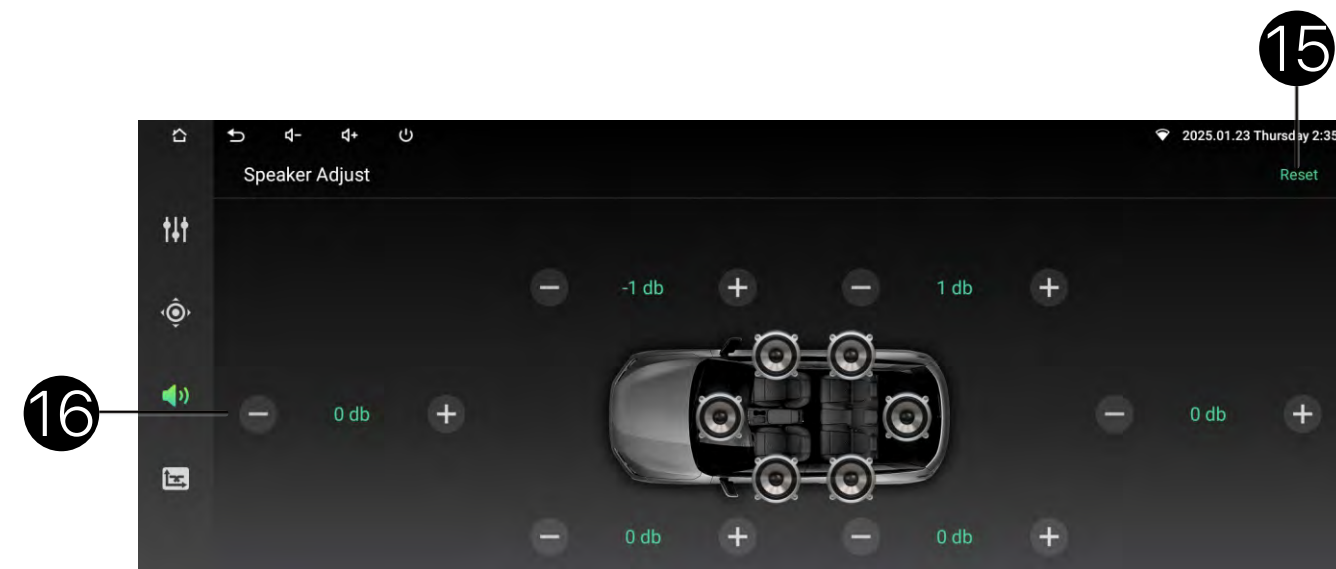 15
2025.01.23 Thursday 2:35
Speaker Adjust
Reset
-1 db
1 db
16
0 db
0 db
0 db
0 db